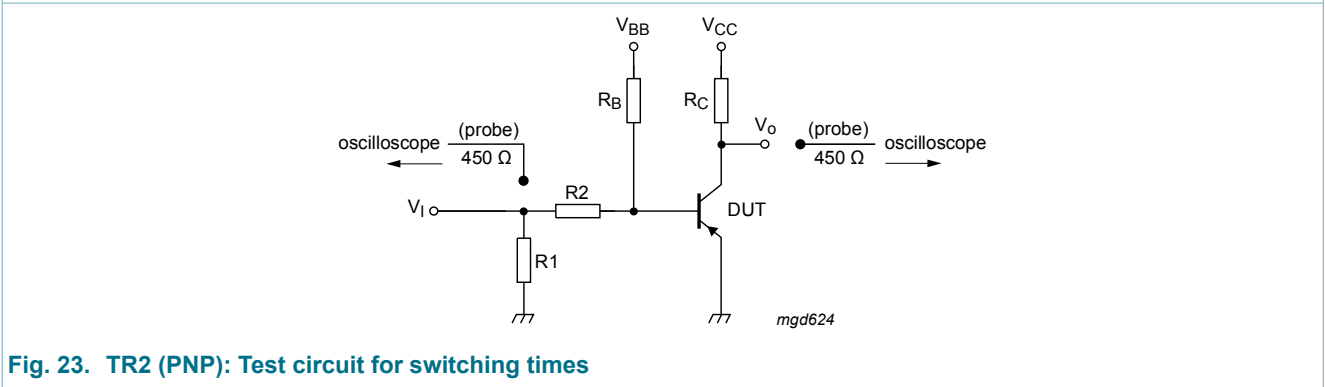 VBB
VCC
RB
RC
Vo
(probe)
oscilloscope
450 Ω
(probe)
oscilloscope
450 Ω
R2
VI
DUT
R1
mgd624
Fig. 23. TR2 (PNP): Test circuit for switching times